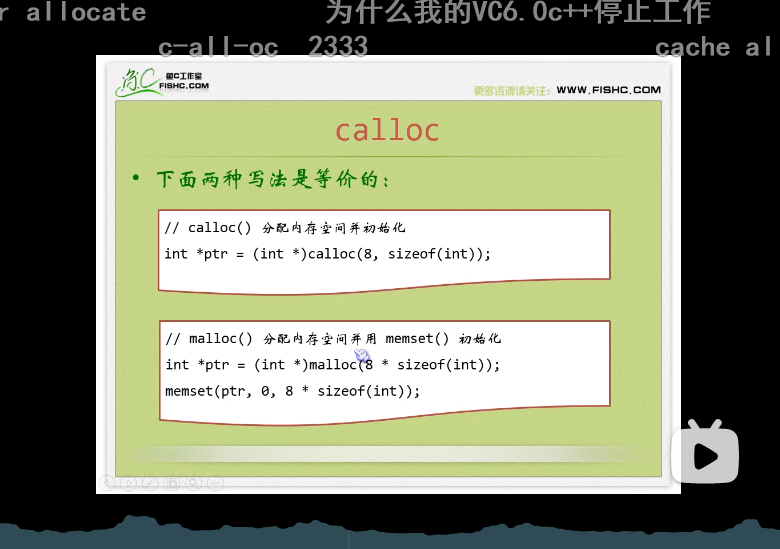 r allocate
为什么我的VC6.0c++停止工作
c-all-oc 2333
cache al
鱼C
鱼C工作室
FISHC.COM
更多资源请关注：WWW.FISHC.COM
calloc
• 下面两种写法是等价的：
// calloc() 分配内存空间并初始化
int *ptr = (int *)calloc(8, sizeof(int));
// malloc() 分配内存空间并用 memset() 初始化
int *ptr = (int *)malloc(8 * sizeof(int));
memset(ptr, 0, 8 * sizeof(int));